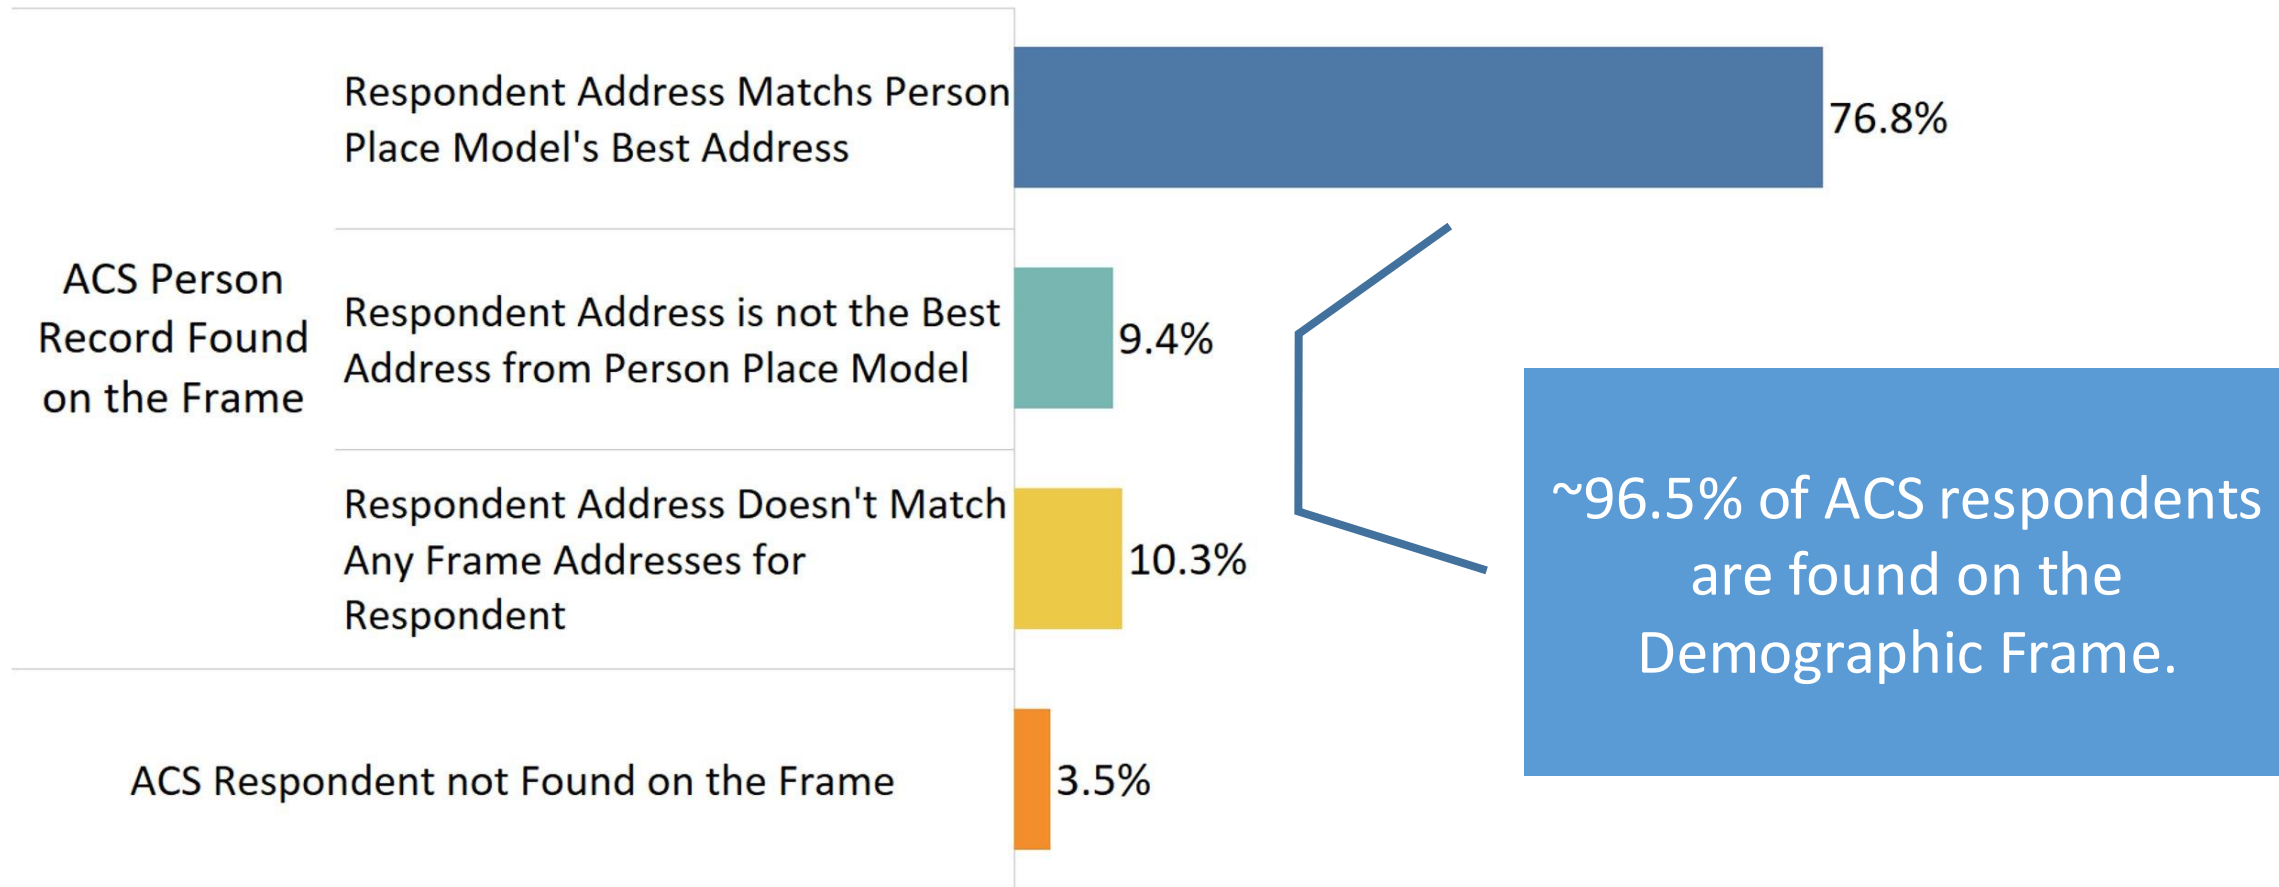 Respondent Address Matchs Person
Place Model's Best Address
76.8%
ACS Person
Record Found
on the Frame
Respondent Address is not the Best
Address from Person Place Model
9.4%
Respondent Address Doesn't Match
Any Frame Addresses for
Respondent
10.3%
~96.5% of ACS respondents
are found on the
Demographic Frame.
ACS Respondent not Found on the Frame
3.5%